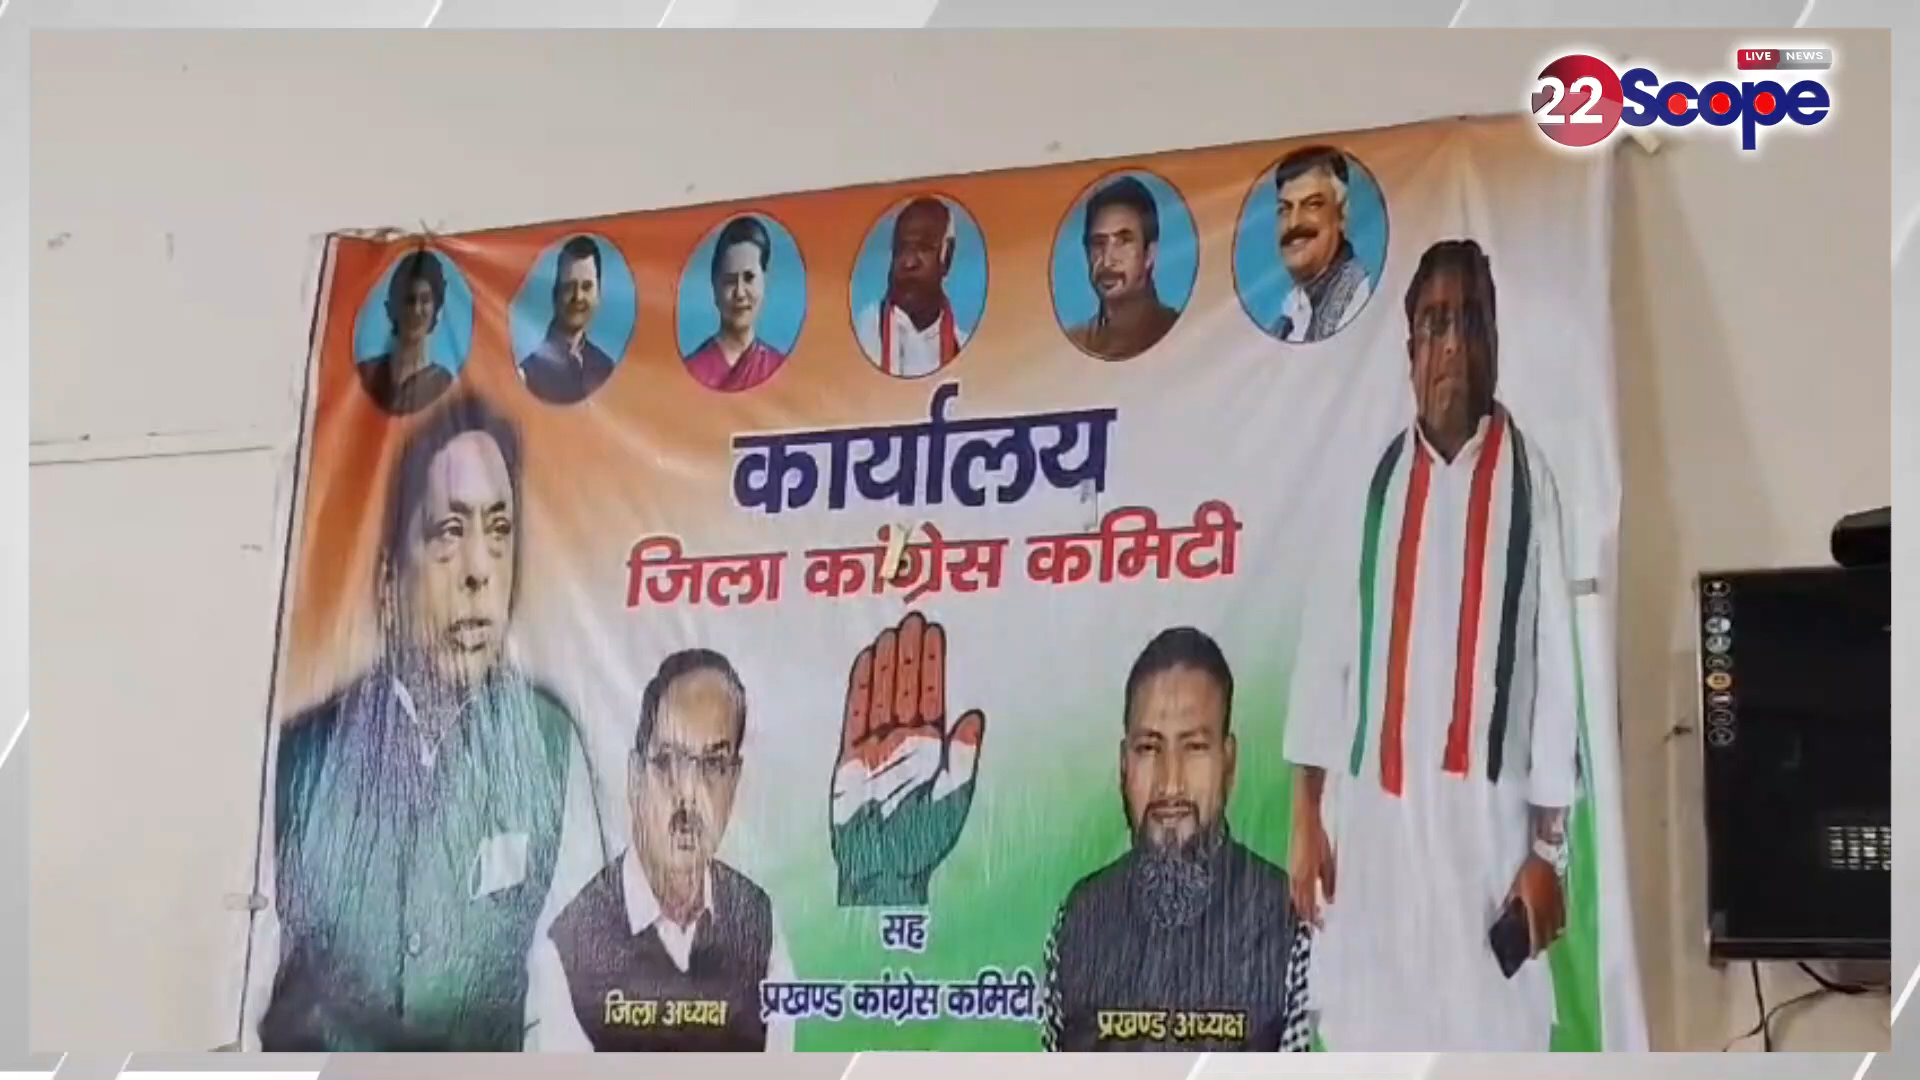 LIVE NEWS
22Scope
कार्यालय
जिला कांग्रेस कमिटी
सह
प्रखण्ड कांग्रेस कमिटी,
जिला अध्यक्ष
प्रखण्ड अध्यक्ष